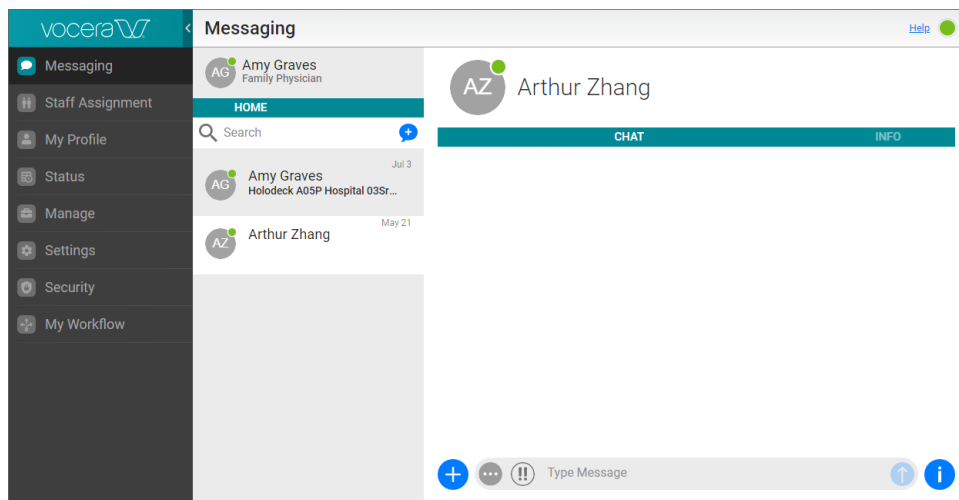 vocera
Messaging
Help
Messaging
Staff Assignment
My Profile
Status
Manage
Settings
Security
My Workflow
AG
Amy Graves
Family Physician
HOME
Search
Jul 3
AG
Amy Graves
Holodeck A05P Hospital 03Sr...
May 21
AZ
Arthur Zhang
AZ
Arthur Zhang
CHAT
INFO
Type Message